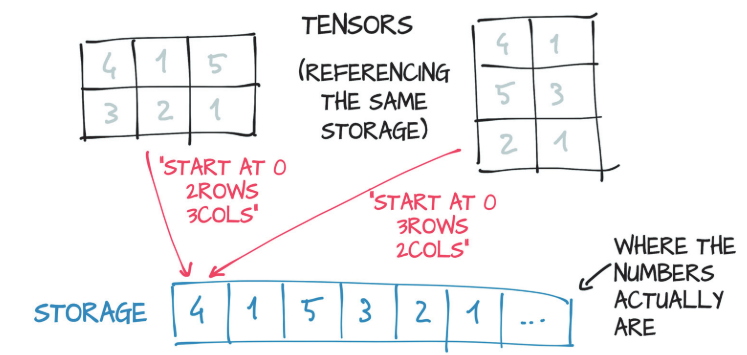 TENSORS
(REFERENCING
THE SAME
STORAGE)
4 1 5
3 2 1
4 1
5 3
2 1
"START AT 0
2ROWS
3COLS"
"START AT 0
3ROWS
2COLS"
WHERE THE
NUMBERS
ACTUALLY
ARE
STORAGE 4 1 5 3 2 1 ...